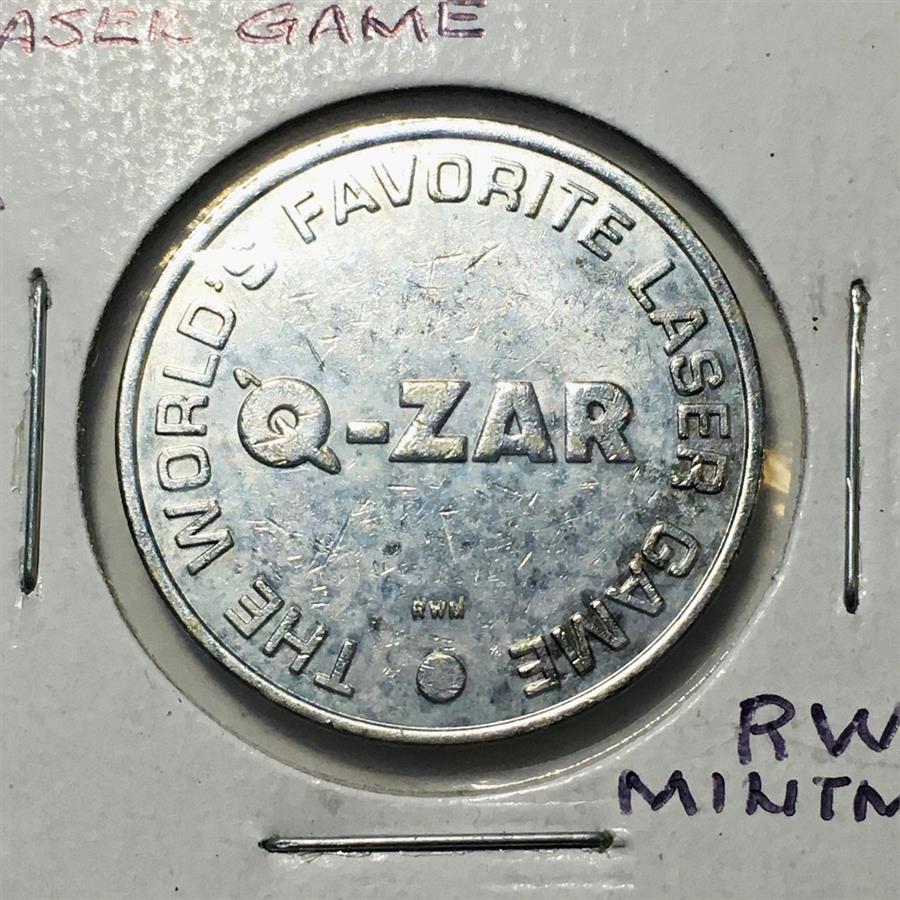 ASER GAME
THE WORLD'S FAVORITE LASER GAME
Q-ZAR
RWM
RW
MINTM